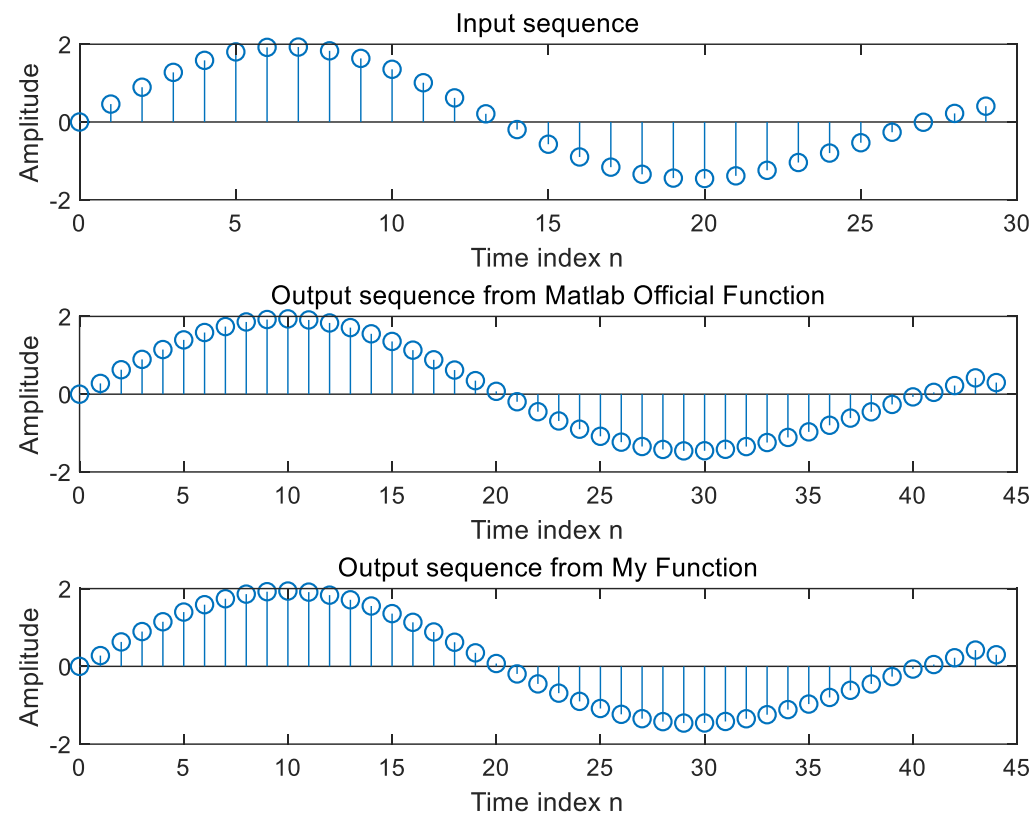 Input sequence
2
0
-2
Amplitude
0 5 10 15 20 25 30
Time index n
Output sequence from Matlab Official Function
2
0
-2
Amplitude
0 5 10 15 20 25 30 35 40 45
Time index n
Output sequence from My Function
2
0
-2
Amplitude
0 5 10 15 20 25 30 35 40 45
Time index n